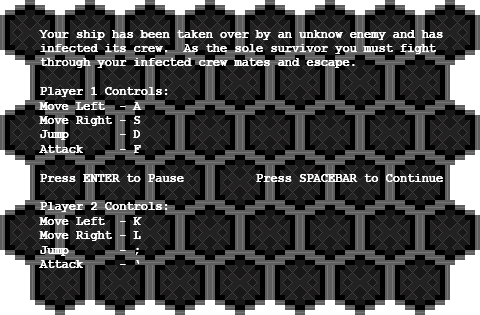 Your ship has been taken over by an unknow enemy and has
infected its crew.  As the sole survivor you must fight
through your infected crew mates and escape.
Player 1 Controls:
Move Left  - A
Move Right - S
Jump       - D
Attack     - F
Press ENTER to Pause          Press SPACEBAR to Continue
Player 2 Controls:
Move Left  - K
Move Right - L
Jump       - ;
Attack     -